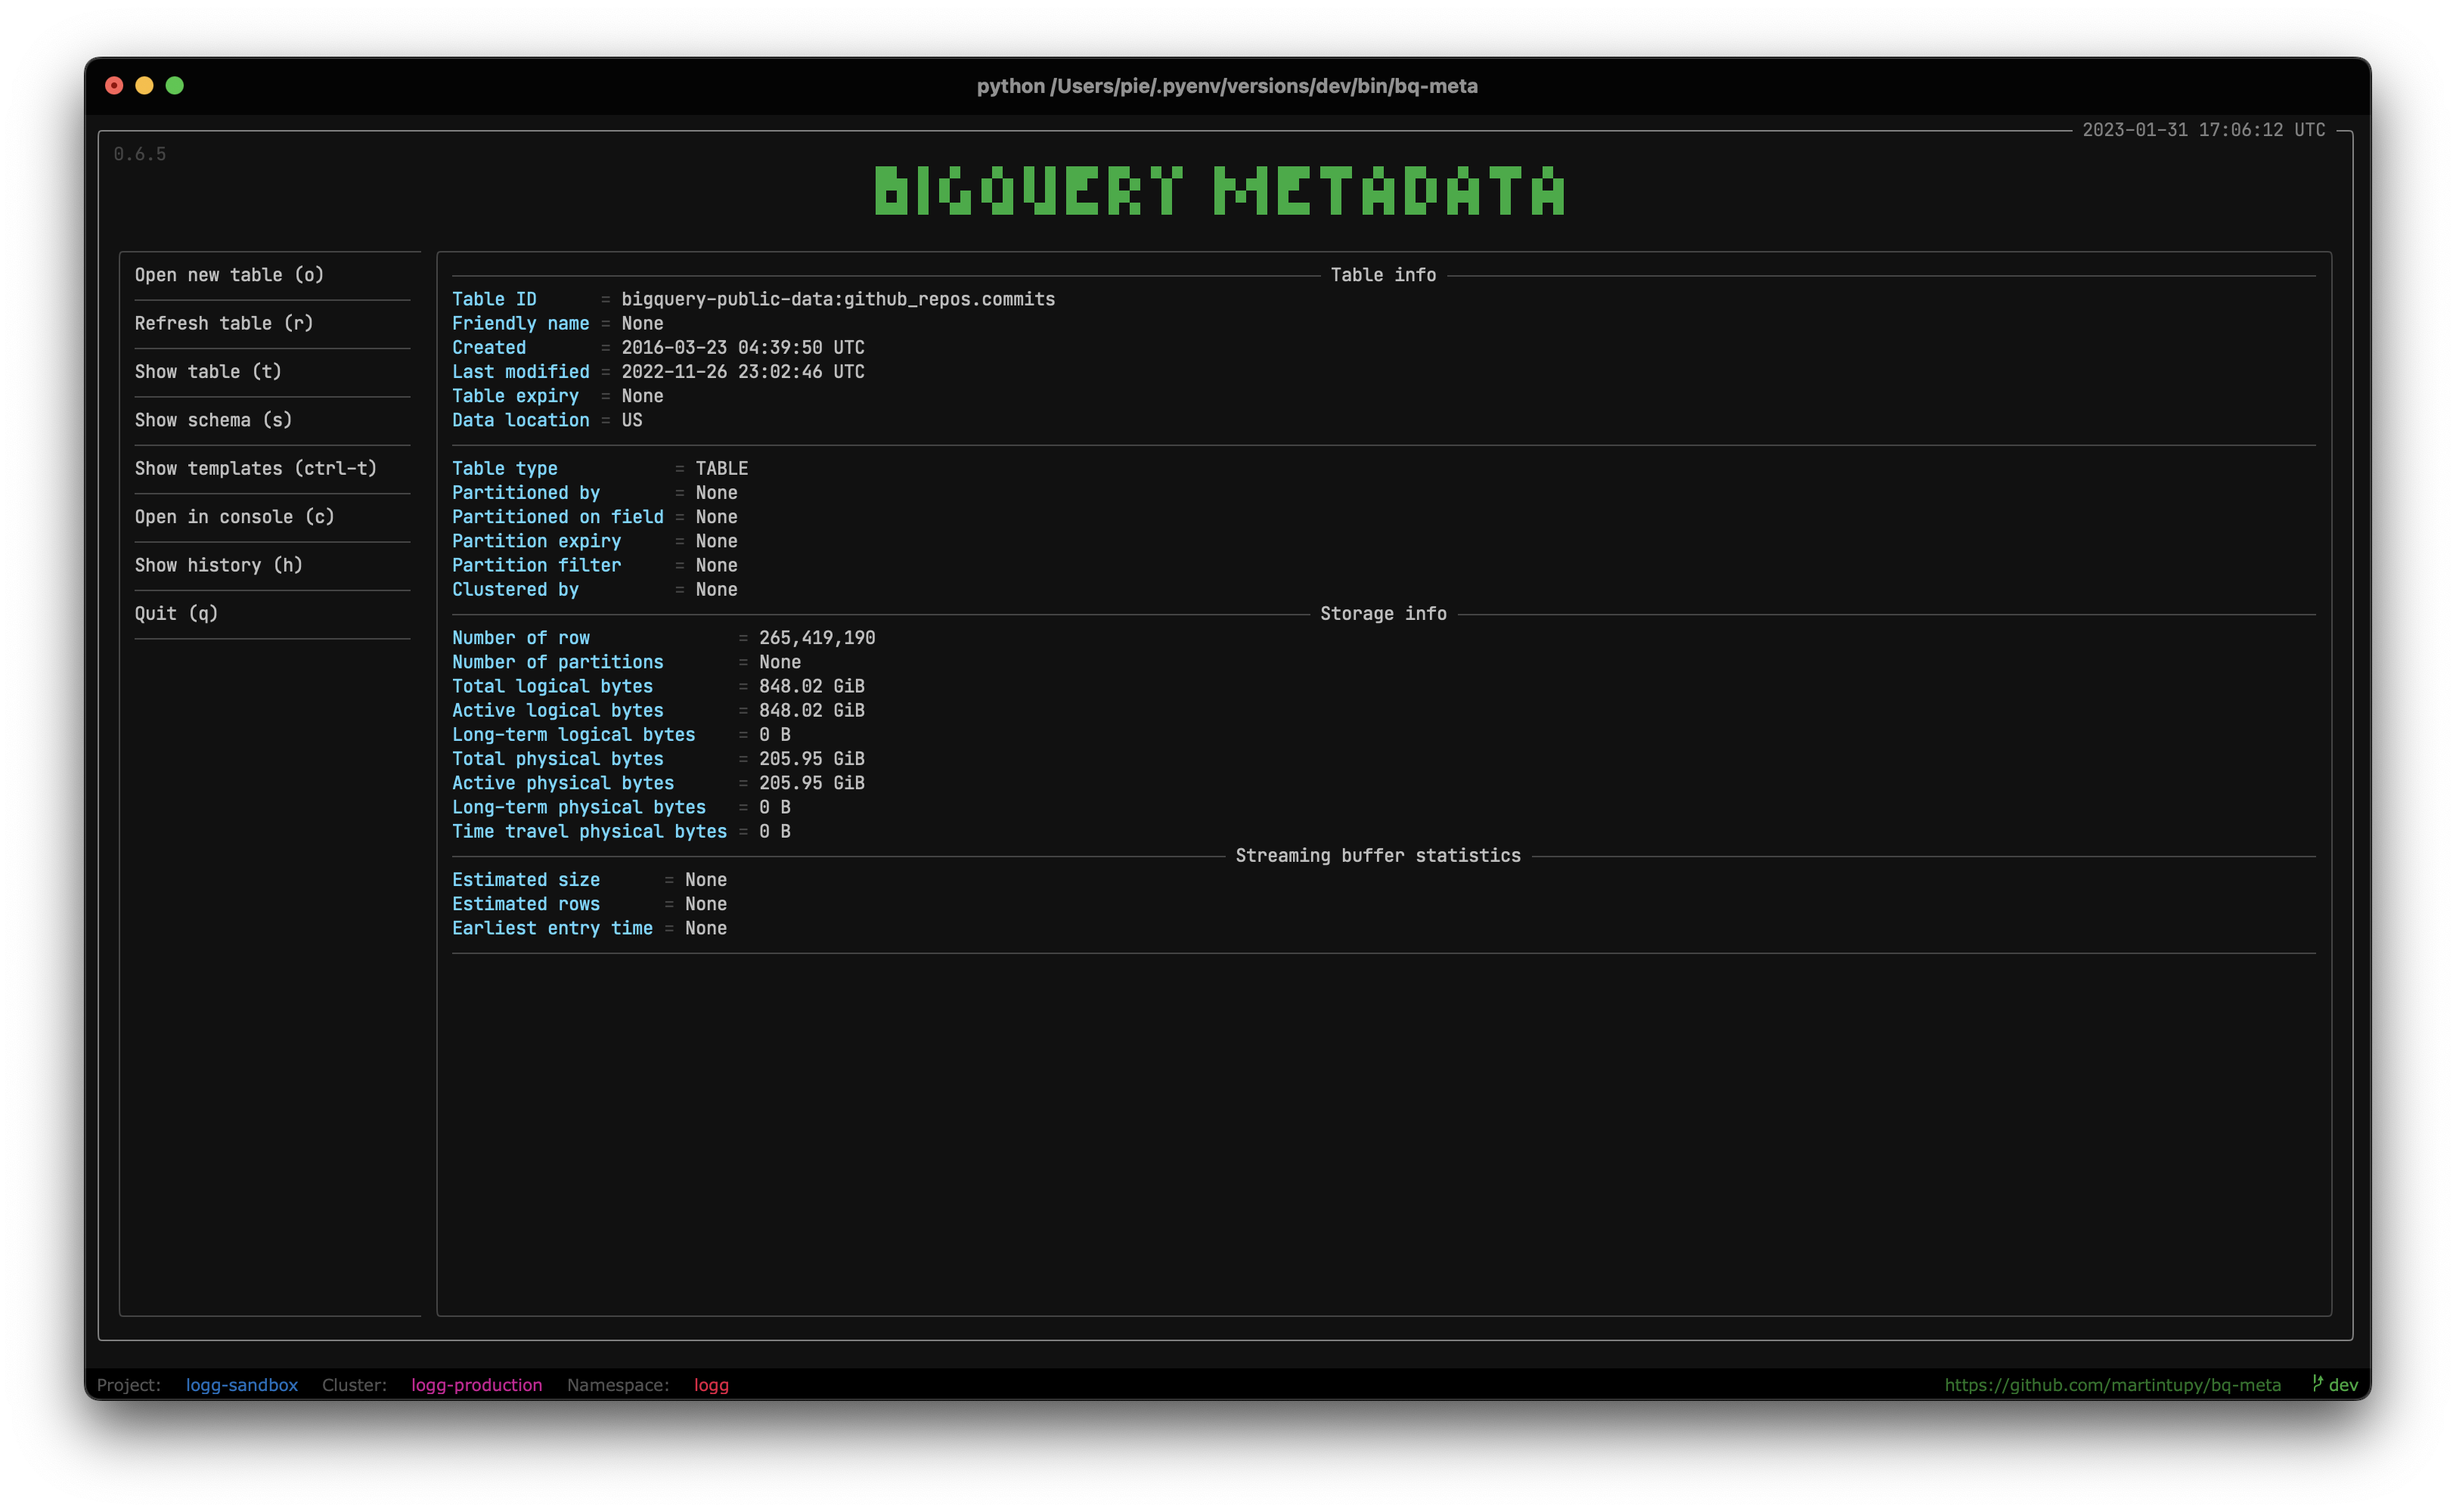 python /Users/pie/.pyenv/versions/dev/bin/bq-meta
2023-01-31 17:06:12 UTC
0.6.5
BIGQUERY METADATA
Open new table (o)
Refresh table (r)
Show table (t)
Show schema (s)
Show templates (ctrl-t)
Open in console (c)
Show history (h)
Quit (q)
Table info
Table ID = bigquery-public-data:github_repos.commits
Friendly name = None
Created = 2016-03-23 04:39:50 UTC
Last modified = 2022-11-26 23:02:46 UTC
Table expiry = None
Data location = US
Table type = TABLE
Partitioned by = None
Partitioned on field = None
Partition expiry = None
Partition filter = None
Clustered by = None
Storage info
Number of row = 265,419,190
Number of partitions = None
Total logical bytes = 848.02 GiB
Active logical bytes = 848.02 GiB
Long-term logical bytes = 0 B
Total physical bytes = 205.95 GiB
Active physical bytes = 205.95 GiB
Long-term physical bytes = 0 B
Time travel physical bytes = 0 B
Streaming buffer statistics
Estimated size = None
Estimated rows = None
Earliest entry time = None
Project: logg-sandbox Cluster: logg-production Namespace: logg https://github.com/martintupy/bq-meta dev